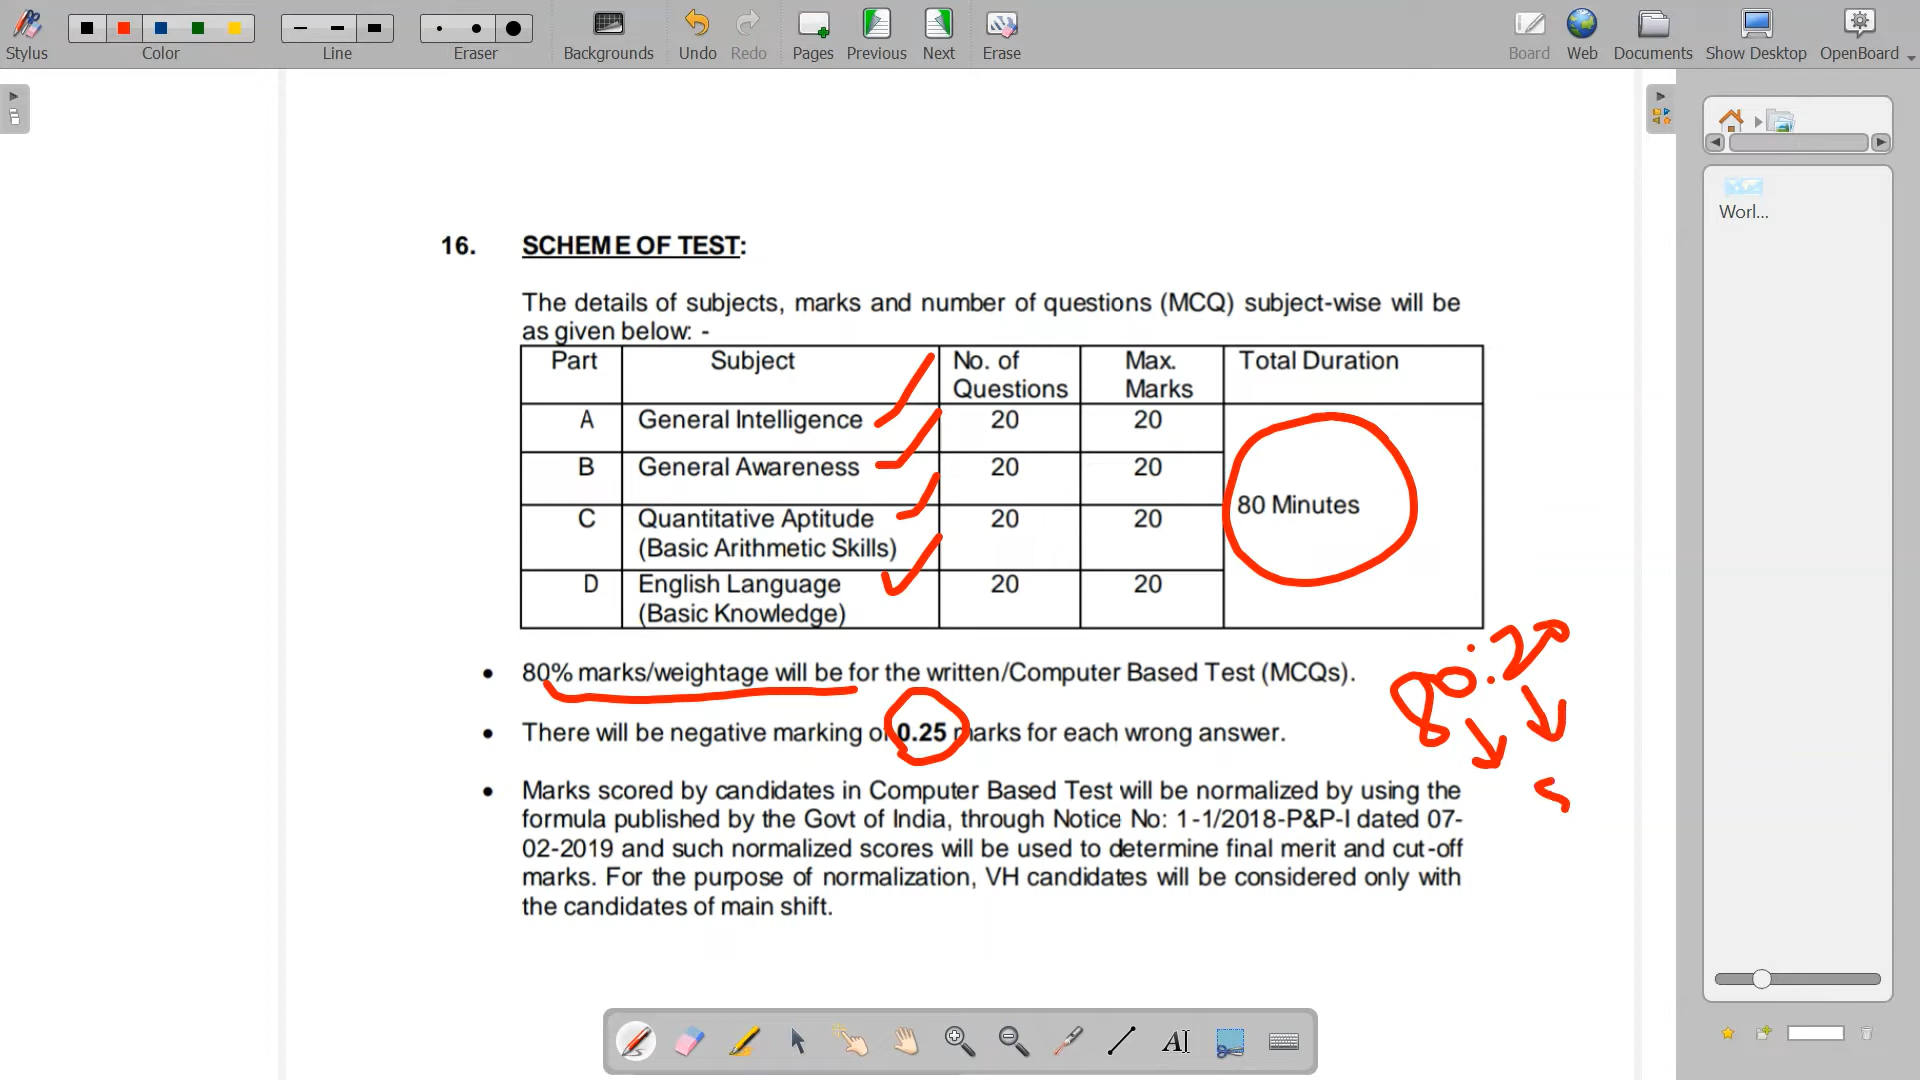 Stylus Color Line Eraser Backgrounds Undo Redo Pages Previous Next Erase Board Web Documents Show Desktop OpenBoard
Worl...
16. SCHEME OF TEST:
The details of subjects, marks and number of questions (MCQ) subject-wise will be
as given below: -
Part Subject No. of Questions Max. Marks Total Duration
A General Intelligence 20 20
B General Awareness 20 20
80 Minutes
C Quantitative Aptitude (Basic Arithmetic Skills) 20 20
D English Language (Basic Knowledge) 20 20
80:20
• 80% marks/weightage will be for the written/Computer Based Test (MCQs).
• There will be negative marking of 0.25 marks for each wrong answer.
• Marks scored by candidates in Computer Based Test will be normalized by using the
formula published by the Govt of India, through Notice No: 1-1/2018-P&P-I dated 07-
02-2019 and such normalized scores will be used to determine final merit and cut-off
marks. For the purpose of normalization, VH candidates will be considered only with
the candidates of main shift.